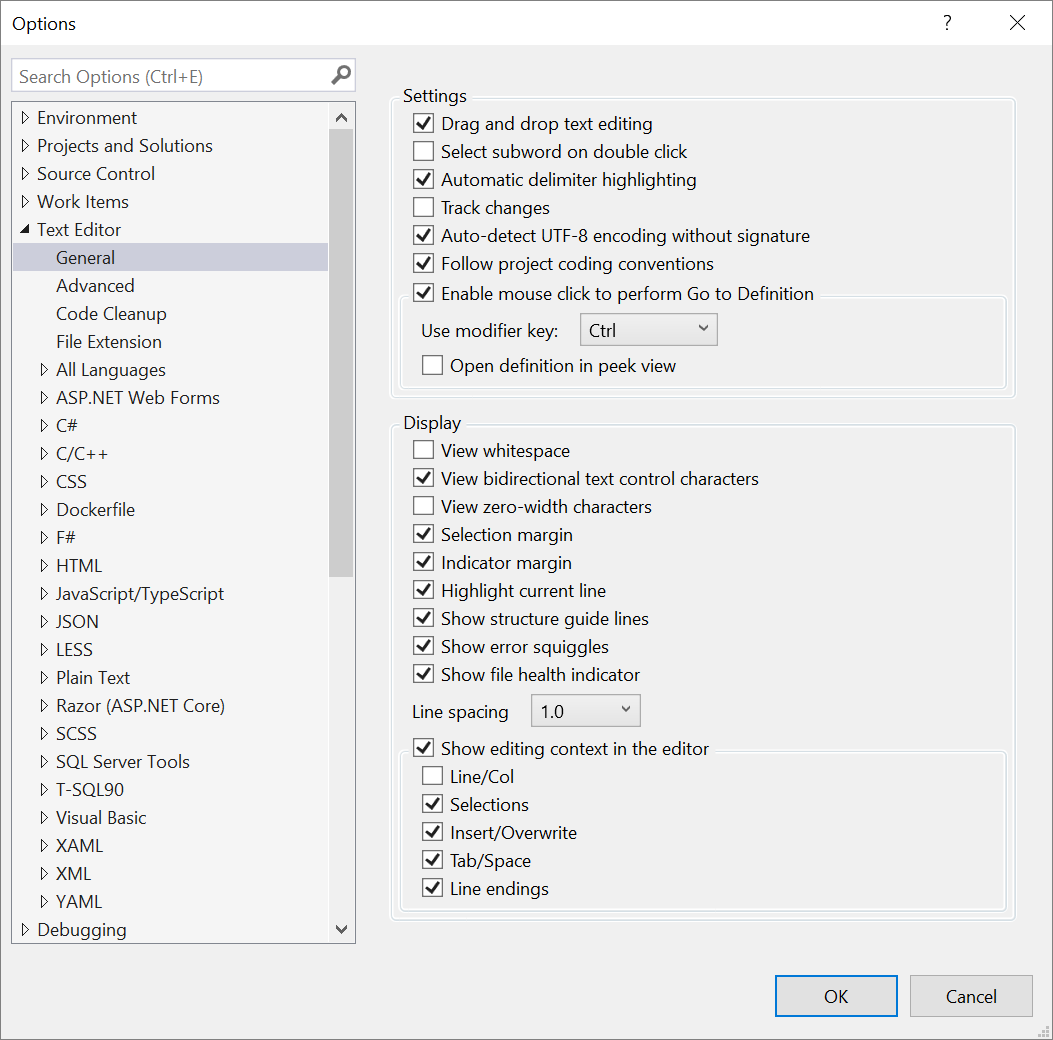 Options
?
Search Options (Ctrl+E)
Environment
Projects and Solutions
Source Control
Work Items
Text Editor
General
Advanced
Code Cleanup
File Extension
All Languages
ASP.NET Web Forms
C#
C/C++
CSS
Dockerfile
F#
HTML
JavaScript/TypeScript
JSON
LESS
Plain Text
Razor (ASP.NET Core)
SCSS
SQL Server Tools
T-SQL90
Visual Basic
XAML
XML
YAML
Debugging
Settings
Drag and drop text editing
Select subword on double click
Automatic delimiter highlighting
Track changes
Auto-detect UTF-8 encoding without signature
Follow project coding conventions
Enable mouse click to perform Go to Definition
Use modifier key: Ctrl
Open definition in peek view
Display
View whitespace
View bidirectional text control characters
View zero-width characters
Selection margin
Indicator margin
Highlight current line
Show structure guide lines
Show error squiggles
Show file health indicator
Line spacing 1.0
Show editing context in the editor
Line/Col
Selections
Insert/Overwrite
Tab/Space
Line endings
OK Cancel